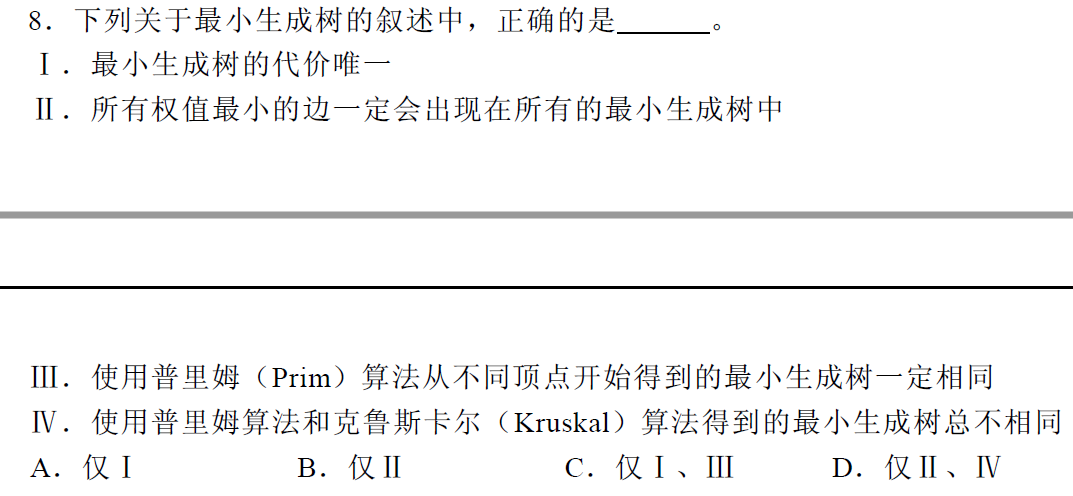 8．下列关于最小生成树的叙述中，正确的是______。
Ⅰ．最小生成树的代价唯一
Ⅱ．所有权值最小的边一定会出现在所有的最小生成树中
Ⅲ．使用普里姆（Prim）算法从不同顶点开始得到的最小生成树一定相同
Ⅳ．使用普里姆算法和克鲁斯卡尔（Kruskal）算法得到的最小生成树总不相同
A．仅Ⅰ B．仅Ⅱ C．仅Ⅰ、Ⅲ D．仅Ⅱ、Ⅳ